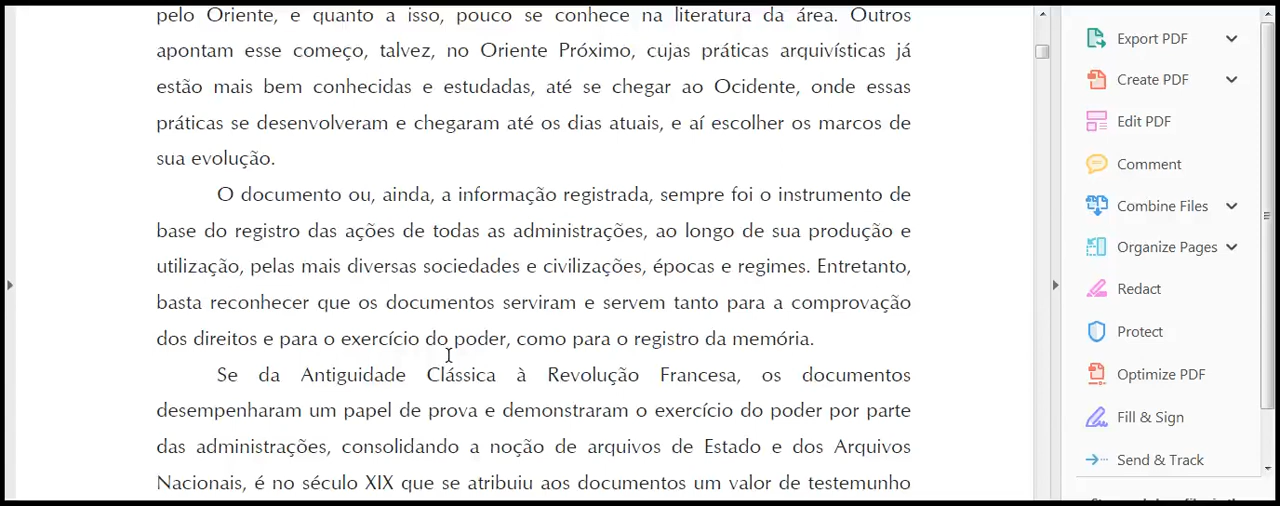 pelo Oriente, e quanto a isso, pouco se conhece na literatura da área. Outros
apontam esse começo, talvez, no Oriente Próximo, cujas práticas arquivísticas já
estão mais bem conhecidas e estudadas, até se chegar ao Ocidente, onde essas
práticas se desenvolveram e chegaram até os dias atuais, e aí escolher os marcos de
sua evolução.
O documento ou, ainda, a informação registrada, sempre foi o instrumento de
base do registro das ações de todas as administrações, ao longo de sua produção e
utilização, pelas mais diversas sociedades e civilizações, épocas e regimes. Entretanto,
basta reconhecer que os documentos serviram e servem tanto para a comprovação
dos direitos e para o exercício do poder, como para o registro da memória.
Se da Antiguidade Clássica à Revolução Francesa, os documentos
desempenharam um papel de prova e demonstraram o exercício do poder por parte
das administrações, consolidando a noção de arquivos de Estado e dos Arquivos
Nacionais, é no século XIX que se atribuiu aos documentos um valor de testemunho
Export PDF
Create PDF
Edit PDF
Comment
Combine Files
Organize Pages
Redact
Protect
Optimize PDF
Fill & Sign
Send & Track